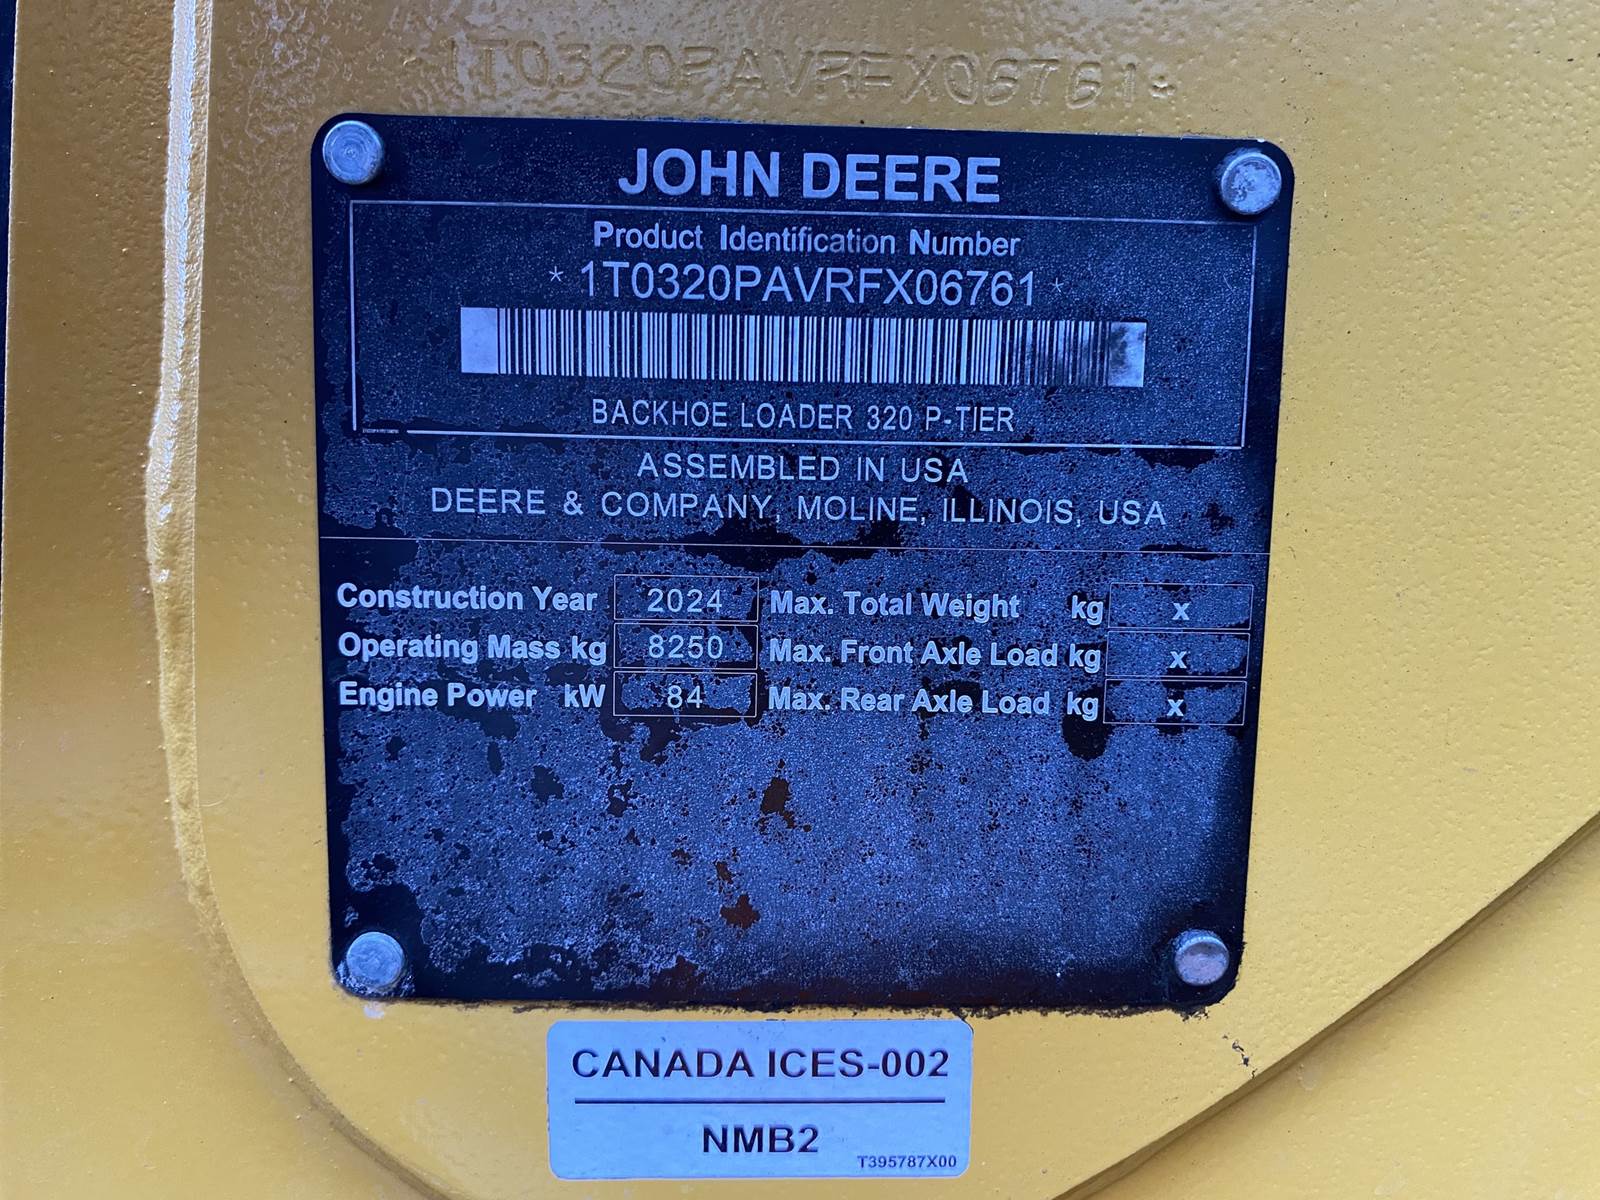 1T0320PAVRFX06761*
JOHN DEERE
Product Identification Number
* 1T0320PAVRFX06761 *
BACKHOE LOADER 320 P-TIER
ASSEMBLED IN USA
DEERE & COMPANY, MOLINE, ILLINOIS, USA
Construction Year 2024 Max. Total Weight kg x
Operating Mass kg 8250 Max. Front Axle Load kg x
Engine Power kW 84 Max. Rear Axle Load kg x
CANADA ICES-002
NMB2
T395787X00